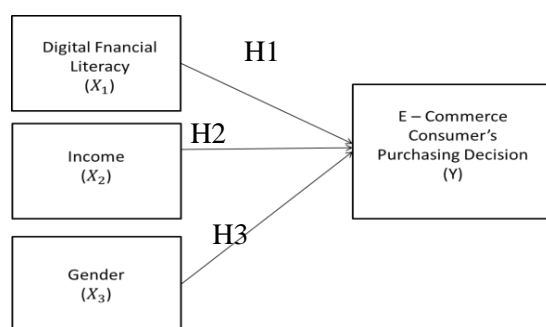 Digital Fnancial
Literacy
(X₁)
H1
E – Commerce
Consumer's
Purchasing Decision
(Y)
H2
Income
(X₂)
H3
Gender
(X₃)